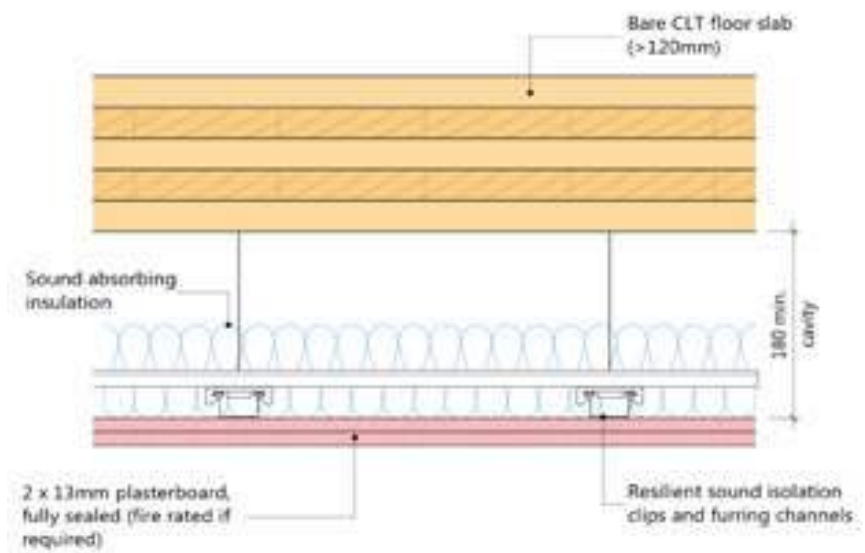 Bare CLT floor slab
(>120mm)
Sound absorbing
insulation
180 min.
cavity
2 x 13mm plasterboard,
fully sealed (fire rated if
required)
Resilient sound isolation
clips and furring channels